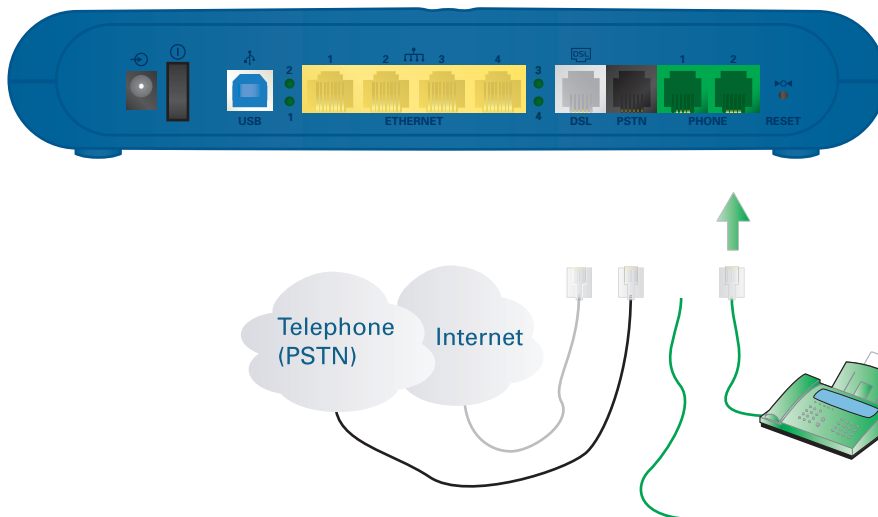 DSL
1 2 3 4 1 2
2 3
1 4
USB ETHERNET DSL PSTN PHONE RESET
Telephone
(PSTN)
Internet